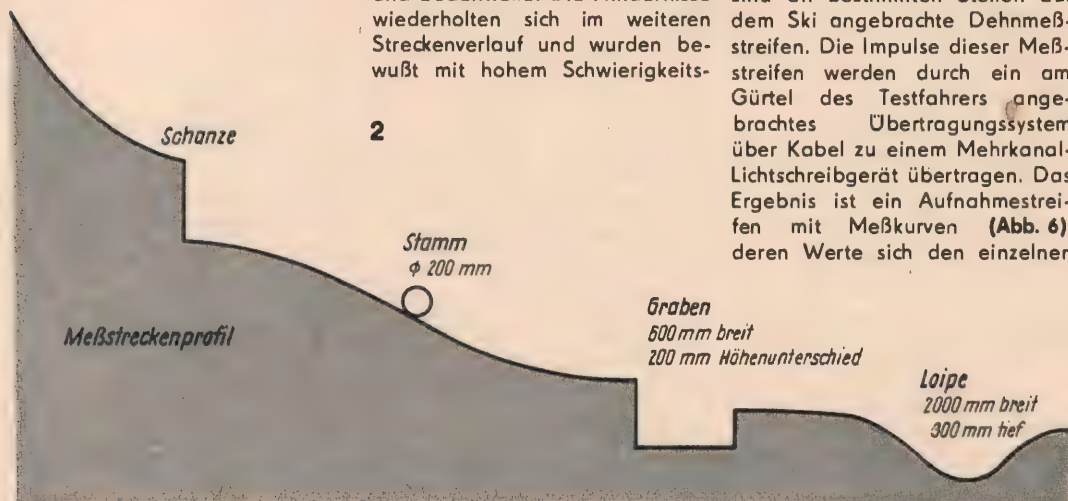 wiederholten sich im weiteren
Streckenverlauf und wurden be-
wußt mit hohem Schwierigkeits-
dem Ski angebrachte Dehnmeß-
streifen. Die Impulse dieser Meß-
streifen werden durch ein am
Gürtel des Testfahrers ange-
brachtes Übertragungssystem
über Kabel zu einem Mehrkanal-
Lichtschreibgerät übertragen. Das
Ergebnis ist ein Aufnahmestrei-
fen mit Meßkurven (Abb. 6)
deren Werte sich den einzelnen
2
Schanze
Stamm
ϕ 200 mm
Meßstreckenprofil
Graben
600 mm breit
200 mm Höhenunterschied
Loipe
2000 mm breit
300 mm tief